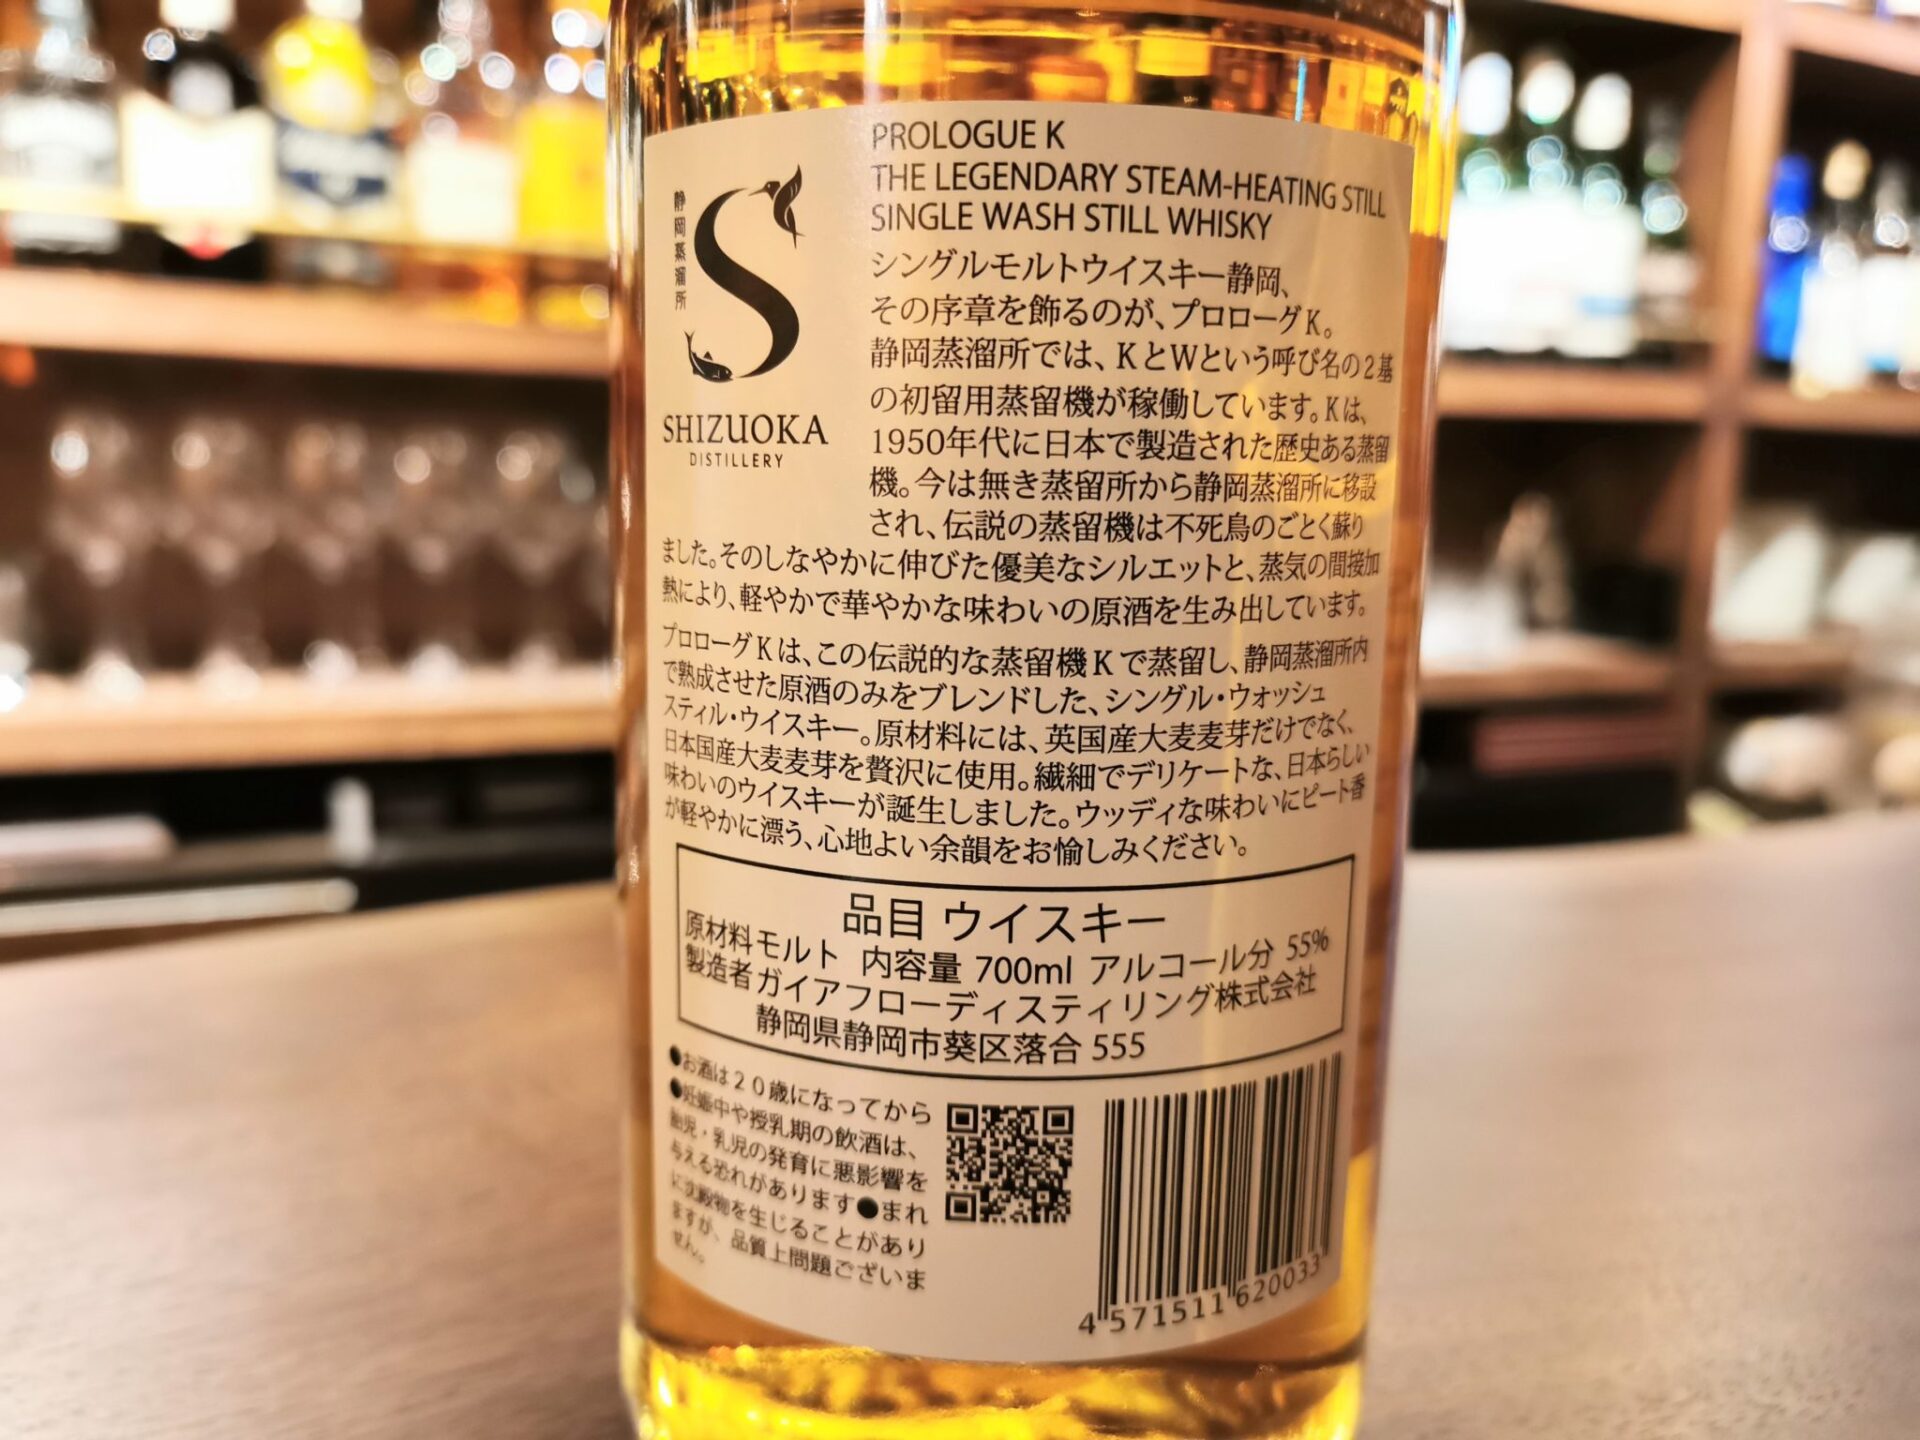 PROLOGUE K
THE LEGENDARY STEAM-HEATING STILL
SINGLE WASH STILL WHISKY
静岡蒸溜所
SHIZUOKA
DISTILLERY
シングルモルトウイスキー静岡、
その序章を飾るのが、プロローグK。
静岡蒸溜所では、KとWという呼び名の2基
の初留用蒸留機が稼働しています。Kは、
1950年代に日本で製造された歴史ある蒸留
機。今は無き蒸留所から静岡蒸溜所に移設
され、伝説の蒸留機は不死鳥のごとく蘇り
ました。そのしなやかに伸びた優美なシルエットと、蒸気の間接加
熱により、軽やかで華やかな味わいの原酒を生み出しています。
プロローグKは、この伝説的な蒸留機Kで蒸留し、静岡蒸溜所内
で熟成させた原酒のみをブレンドした、シングル・ウォッシュ
スティル・ウイスキー。原材料には、英国産大麦麦芽だけでなく、
日本国産大麦麦芽を贅沢に使用。繊細でデリケートな、日本らしい
味わいのウイスキーが誕生しました。ウッディな味わいにピート香
が軽やかに漂う、心地よい余韻をお愉しみください。
品目 ウイスキー
原材料 モルト 内容量 700ml アルコール分 55%
製造者 ガイアフローディスティリング株式会社
静岡県静岡市葵区落合 555
●お酒は20歳になってから
●妊娠中や授乳期の飲酒は、
胎児・乳児の発育に悪影響を
与える恐れがあります●まれ
に沈殿物を生じることがあり
ますが、品質上問題ございま
せん。
4 571511 620033